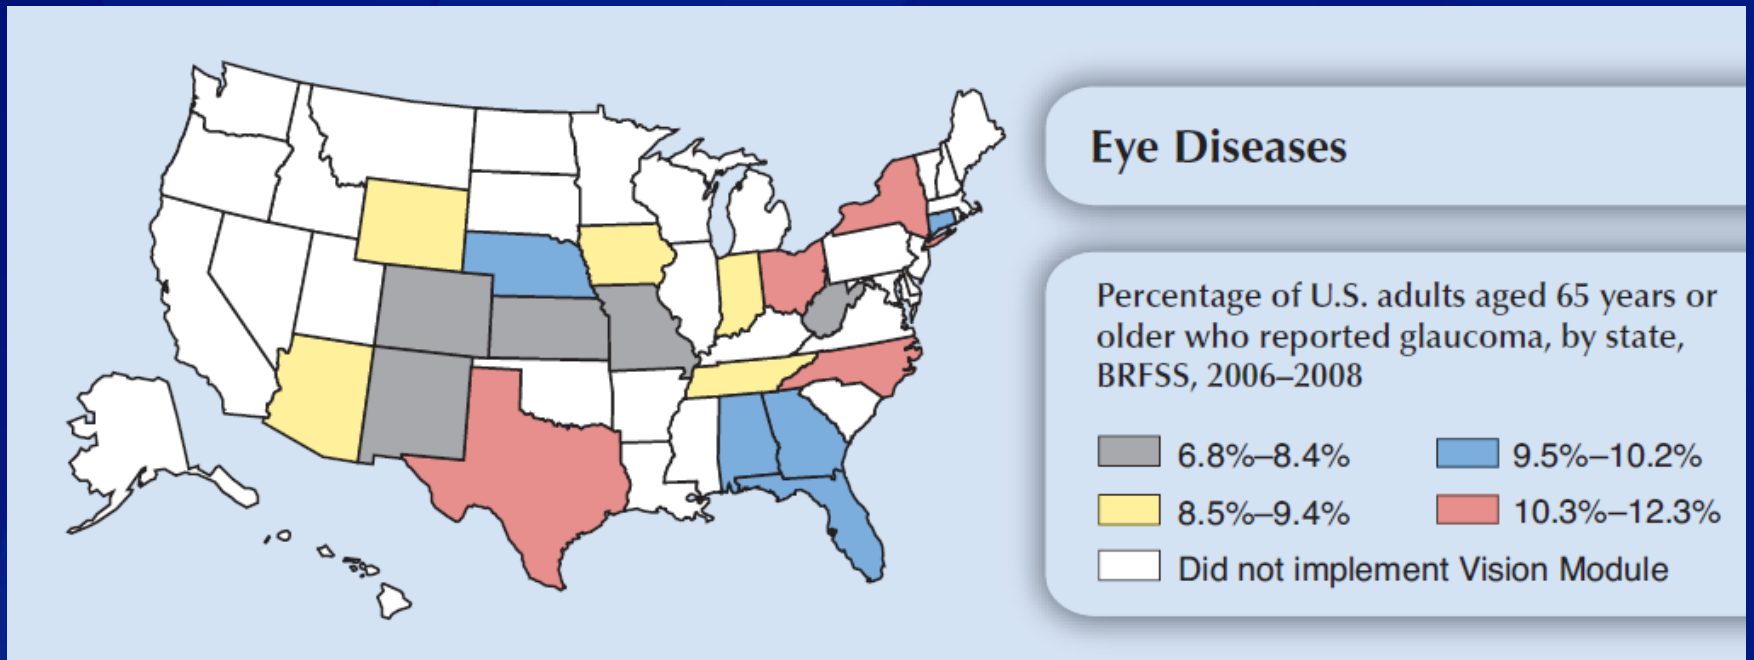 Eye Diseases
Percentage of U.S. adults aged 65 years or
older who reported glaucoma, by state,
BRFSS, 2006–2008
6.8%–8.4%
9.5%–10.2%
8.5%–9.4%
10.3%–12.3%
Did not implement Vision Module